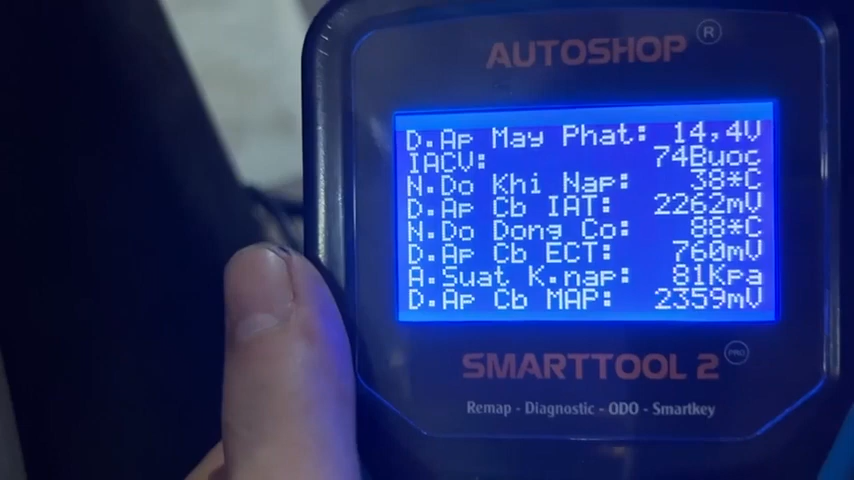 AUTOSHOP ®
D.Ap May Phat: 14,4V
IACV: 74Buoc
N.Do Khi Nap: 38*C
D.Ap Cb IAT: 2262mV
N.Do Dong Co: 88*C
D.Ap Cb ECT: 760mV
A.Suat K.nap: 81Kpa
D.Ap Cb MAP: 2359mV
SMARTTOOL 2 PRO
Remap - Diagnostic - ODO - Smartkey